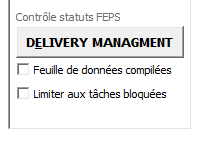 Contrôle statuts FEPS
DELIVERY MANAGMENT
Feuille de données compilées
Limiter aux tâches bloquées